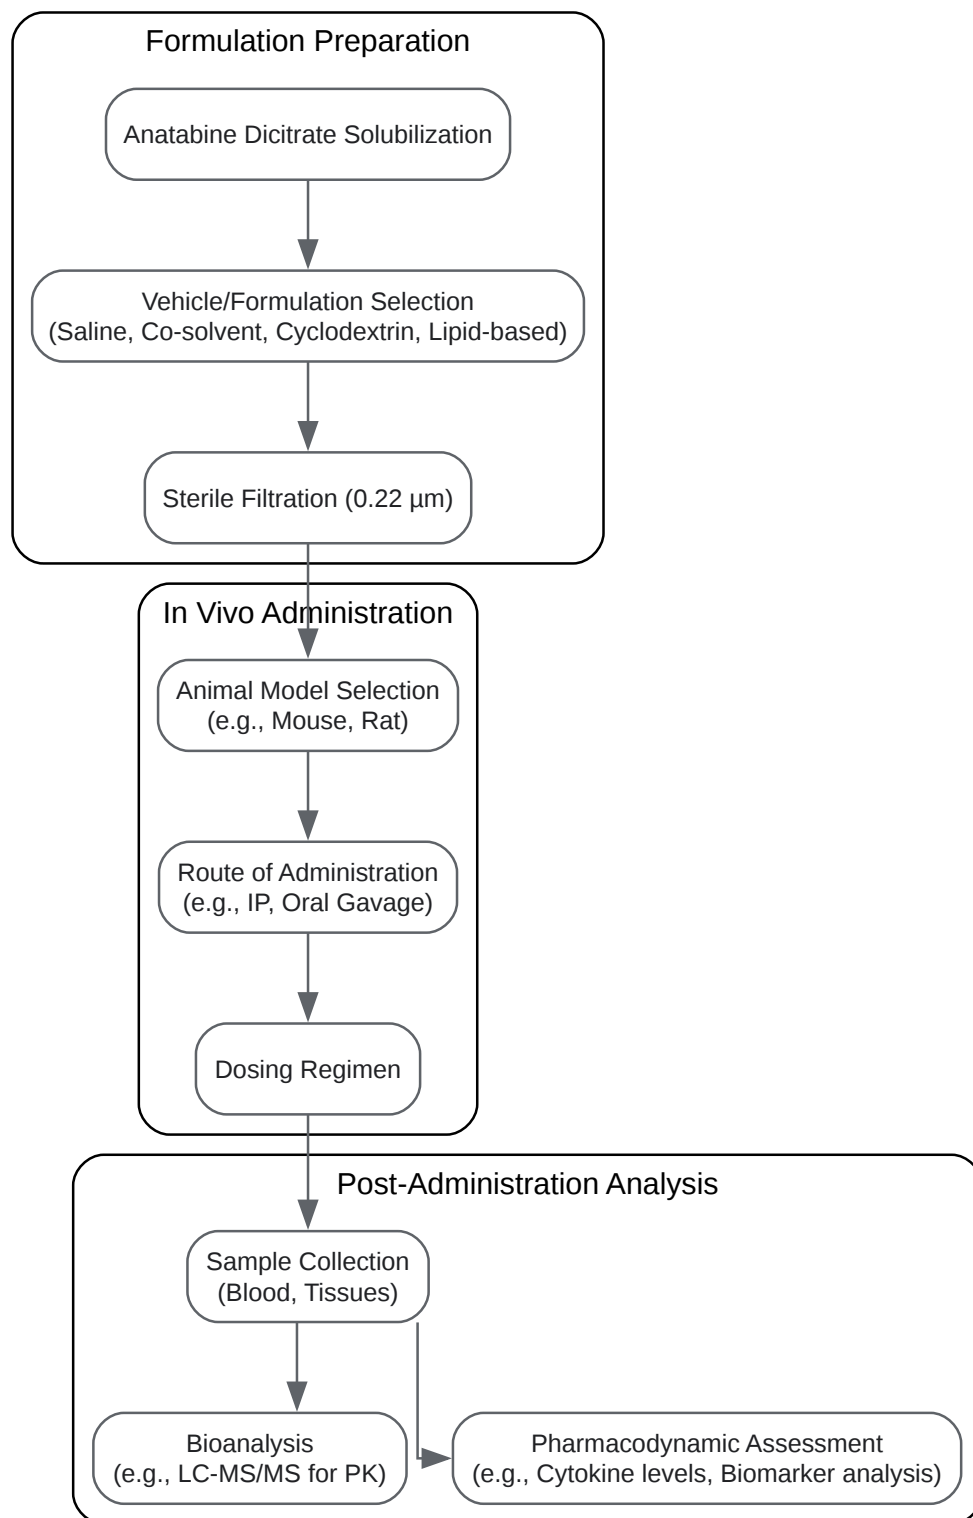 Formulation Preparation
Anatabine Dicitrate Solubilization
Vehicle/Formulation Selection
(Saline, Co-solvent, Cyclodextrin, Lipid-based)
Sterile Filtration (0.22 µm)
In Vivo Administration
Animal Model Selection
(e.g., Mouse, Rat)
Route of Administration
(e.g., IP, Oral Gavage)
Dosing Regimen
Post-Administration Analysis
Sample Collection
(Blood, Tissues)
Bioanalysis
(e.g., LC-MS/MS for PK)
Pharmacodynamic Assessment
(e.g., Cytokine levels, Biomarker analysis)